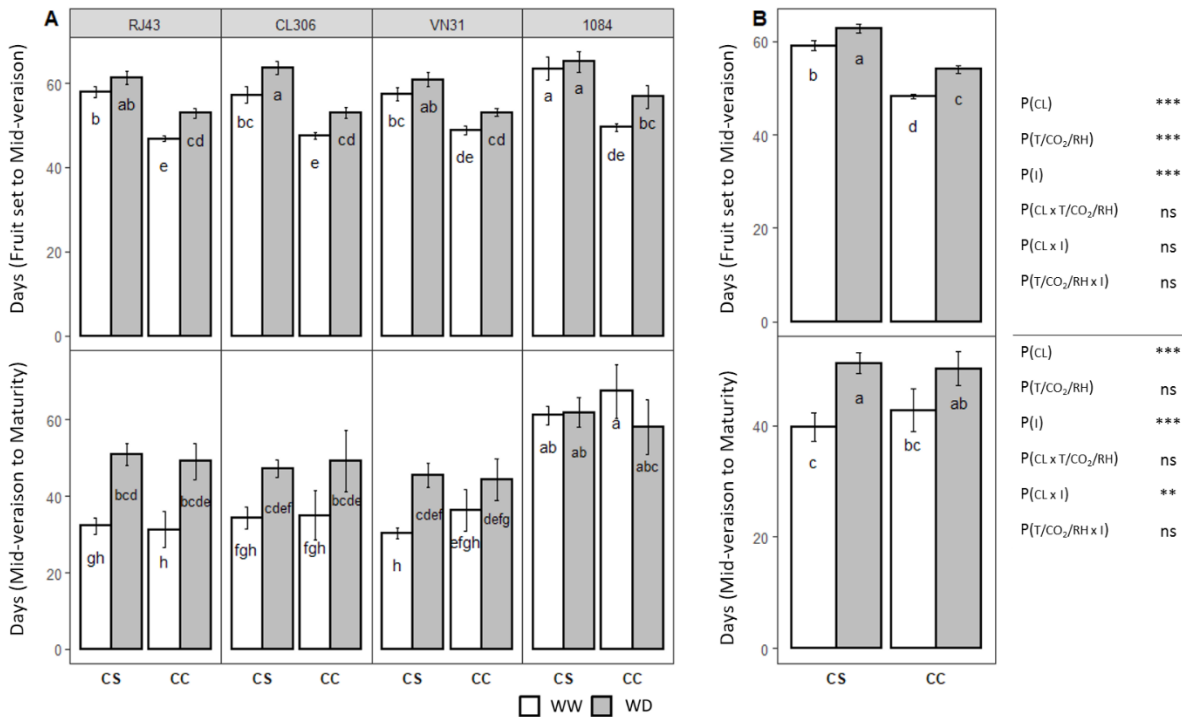 A
RJ43 CL306 VN31 1084
Days (Fruit set to Mid-veraison)
60
40
20
0
b ab e cd
bc a e cd
bc ab de cd
a a de bc
Days (Mid-veraison to Maturity)
60
40
20
0
gh bcd h bcde
fgh cdef fgh bcde
h cdef efgh defg
ab ab a abc
CS CC CS CC CS CC CS CC
B
Days (Fruit set to Mid-veraison)
60
40
20
0
b a d c
Days (Mid-veraison to Maturity)
40
20
0
c a bc ab
CS CC
WW WD
P(CL) ***
P(T/CO₂/RH) ***
P(I) ***
P(CL x T/CO₂/RH) ns
P(CL x I) ns
P(T/CO₂/RH x I) ns
P(CL) ***
P(T/CO₂/RH) ns
P(I) ***
P(CL x T/CO₂/RH) ns
P(CL x I) **
P(T/CO₂/RH x I) ns